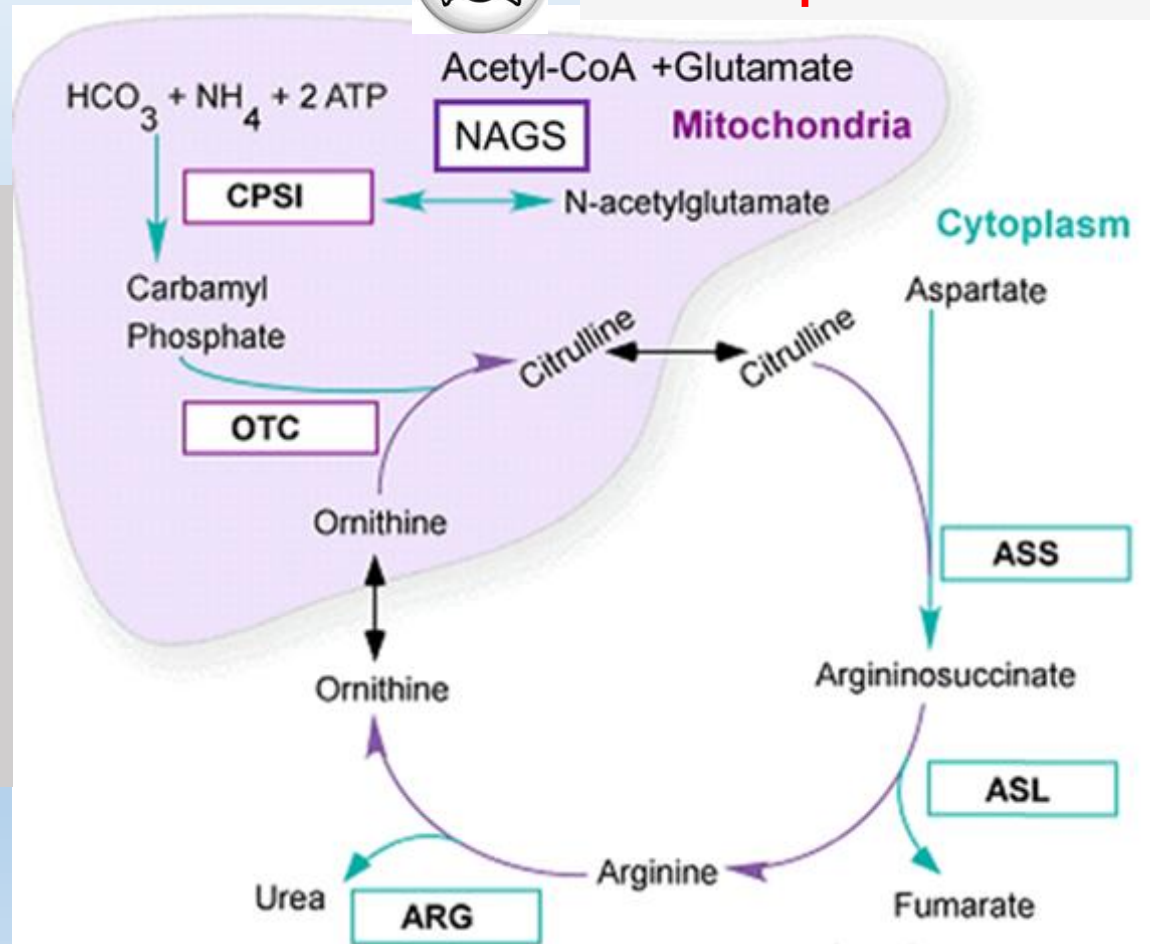 Acetyl-CoA +Glutamate
HCO3 + NH4 + 2 ATP
NAGS
Mitochondria
CPSI
N-acetylglutamate
Cytoplasm
Carbamyl
Phosphate
Aspartate
Citrulline
Citrulline
OTC
Ornithine
ASS
Ornithine
Argininosuccinate
ASL
Arginine
Urea
ARG
Fumarate